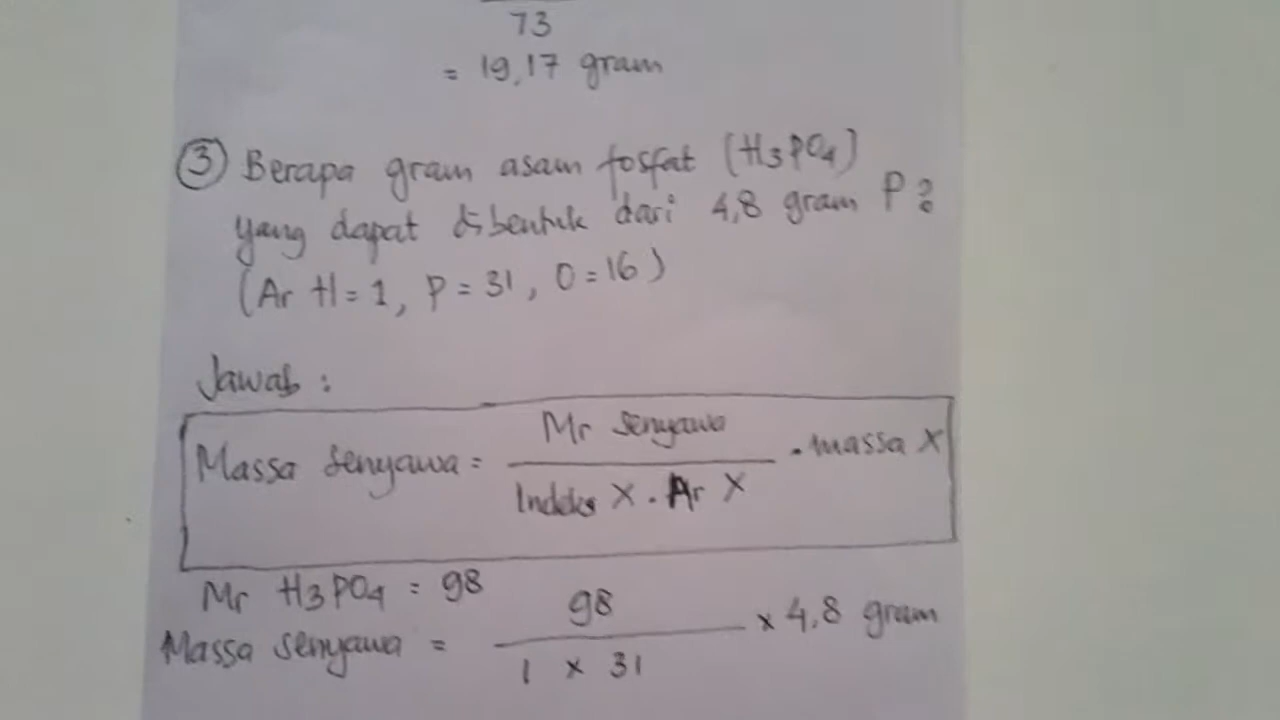 73
= 19,17 gram
③ Berapa gram asam fosfat (H3PO4)
yang dapat dibentuk dari 4,8 gram P?
(Ar H = 1, P = 31, O = 16)
Jawab :
Massa senyawa = Mr senyawa / Indeks X . Ar X . massa X
Mr H3PO4 = 98
Massa senyawa = 98 / 1 x 31 x 4,8 gram